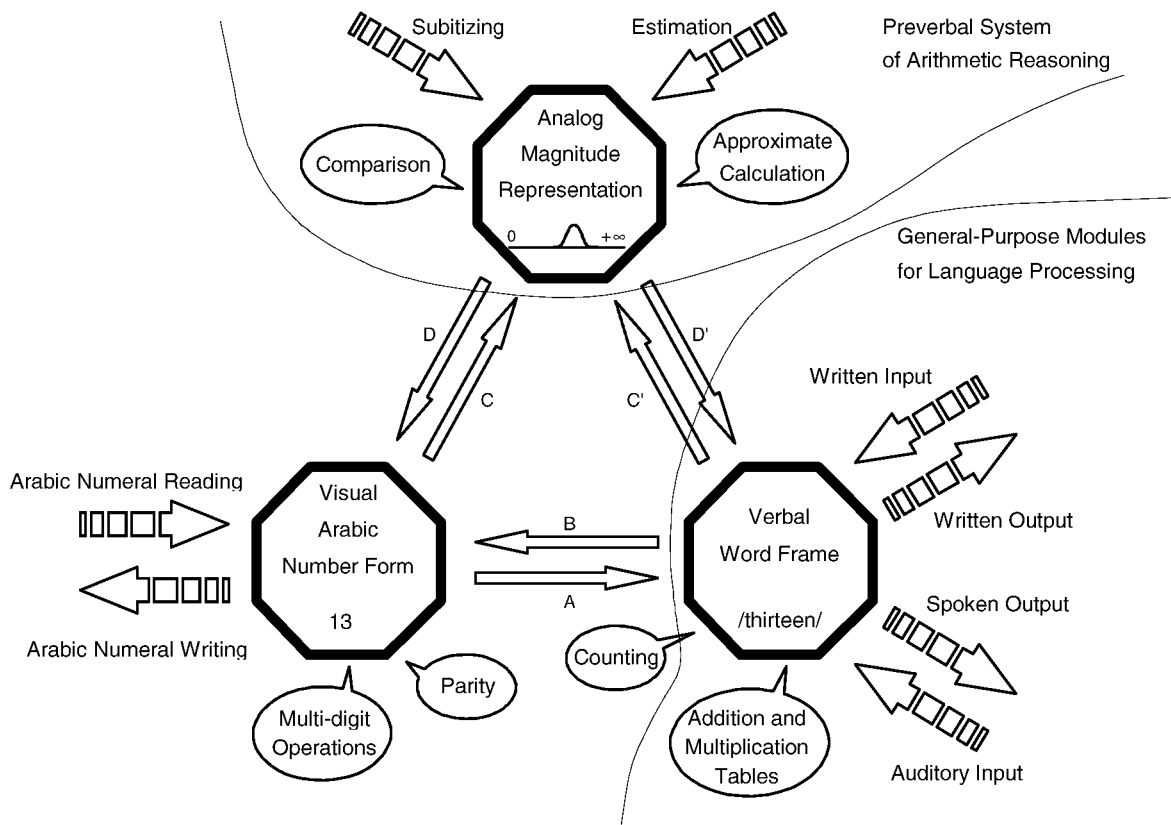 Subitizing
Estimation
Preverbal System
of Arithmetic Reasoning
Analog
Magnitude
Representation
0
+∞
Comparison
Approximate
Calculation
General-Purpose Modules
for Language Processing
D
C
D'
C'
Written Input
Written Output
Arabic Numeral Reading
Arabic Numeral Writing
Visual
Arabic
Number Form
13
B
A
Verbal
Word Frame
/thirteen/
Spoken Output
Auditory Input
Counting
Parity
Multi-digit
Operations
Addition and
Multiplication
Tables